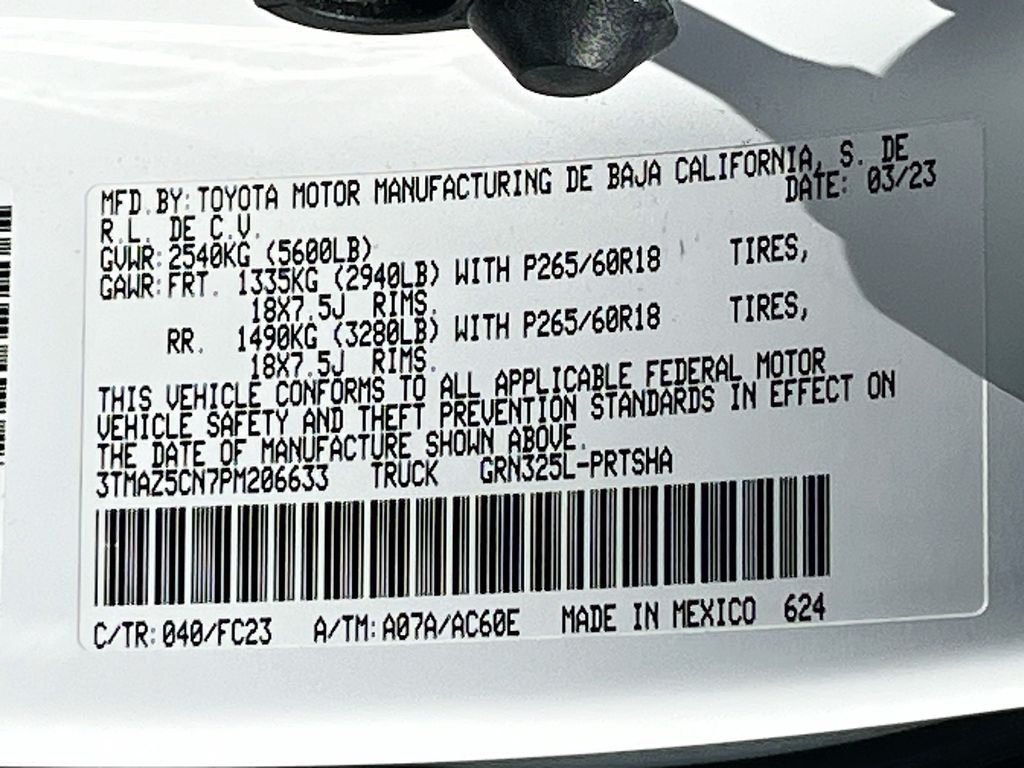 MFD.BY: TOYOTA MOTOR MANUFACTURING DE BAJA CALIFORNIA, S. DE
R.L. DE C.V. DATE: 03/23
GVWR: 2540KG (5600LB)
GAWR: FRT. 1335KG (2940LB) WITH P265/60R18 TIRES,
18X7.5J RIMS.
RR. 1490KG (3280LB) WITH P265/60R18 TIRES,
18X7.5J RIMS.
THIS VEHICLE CONFORMS TO ALL APPLICABLE FEDERAL MOTOR
VEHICLE SAFETY AND THEFT PREVENTION STANDARDS IN EFFECT ON
THE DATE OF MANUFACTURE SHOWN ABOVE.
3TMAZ5CN7PM206633 TRUCK GRN325L-PRTSHA
C/TR: 040/FC23 A/TM: A07A/AC60E MADE IN MEXICO 624